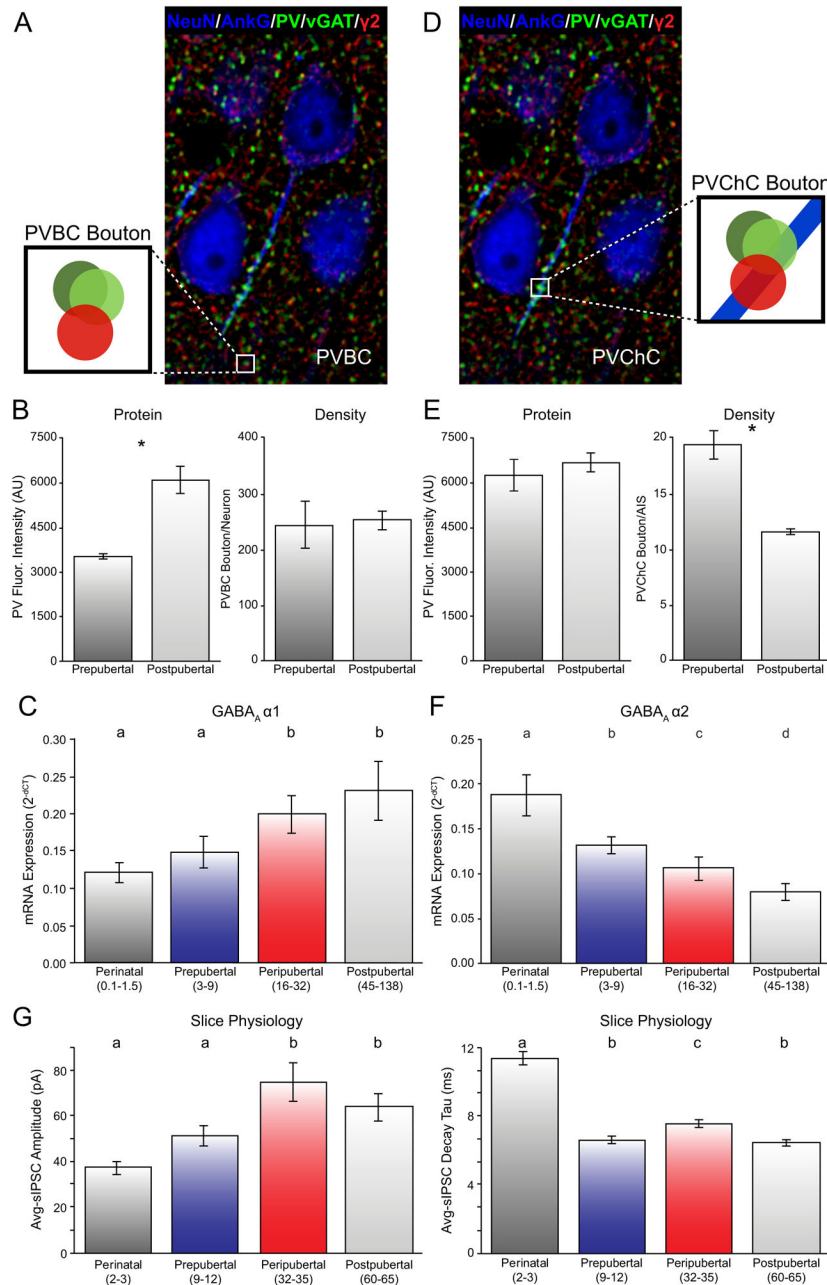 A
NeuN/AnkG/PV/vGAT/γ2
PVBC Bouton
PVBC
D
NeuN/AnkG/PV/vGAT/γ2
PVChC Bouton
PVChC
B
Protein
PV Fluor. Intensity (AU)
7500
6000
4500
3000
1500
0
*
Prepubertal
Postpubertal
Density
PVBC Bouton/Neuron
400
300
200
100
0
Prepubertal
Postpubertal
E
Protein
PV Fluor. Intensity (AU)
7500
6000
4500
3000
1500
0
Prepubertal
Postpubertal
Density
*
PVChC Bouton/AIS
20
15
10
5
0
Prepubertal
Postpubertal
C
GABA_A α1
a a b b
mRNA Expression (2^-dCT)
0.30
0.25
0.20
0.15
0.10
0.05
0.00
Perinatal Prepubertal Peripubertal Postpubertal
(0.1-1.5) (3-9) (16-32) (45-138)
F
GABA_A α2
a b c d
mRNA Expression (2^-dCT)
0.25
0.20
0.15
0.10
0.05
0.00
Perinatal Prepubertal Peripubertal Postpubertal
(0.1-1.5) (3-9) (16-32) (45-138)
G
Slice Physiology
a a b b
Avg-sIPSC Amplitude (pA)
80
60
40
20
0
Perinatal Prepubertal Peripubertal Postpubertal
(2-3) (9-12) (32-35) (60-65)
Slice Physiology
a b c b
Avg-sIPSC Decay Tau (ms)
12
8
4
0
Perinatal Prepubertal Peripubertal Postpubertal
(2-3) (9-12) (32-35) (60-65)